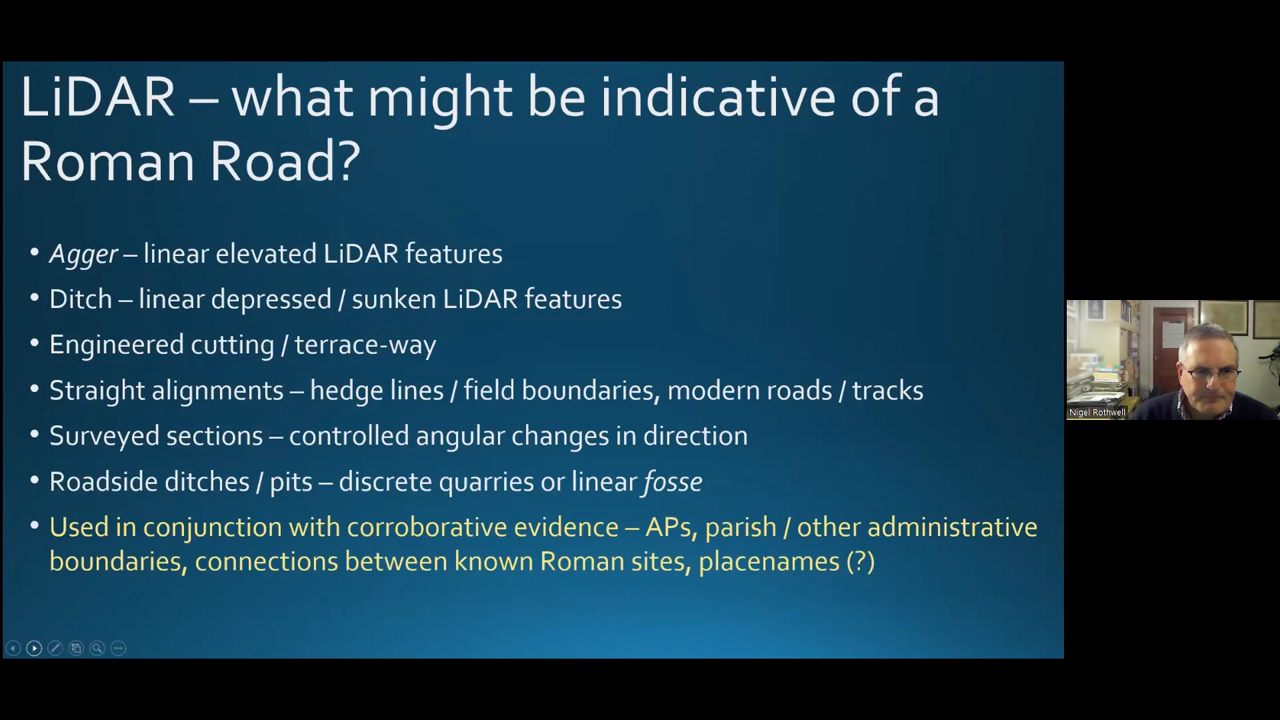 LiDAR – what might be indicative of a
Roman Road?
• Agger – linear elevated LiDAR features
• Ditch – linear depressed / sunken LiDAR features
• Engineered cutting / terrace-way
• Straight alignments – hedge lines / field boundaries, modern roads / tracks
• Surveyed sections – controlled angular changes in direction
• Roadside ditches / pits – discrete quarries or linear fosse
• Used in conjunction with corroborative evidence – APs, parish / other administrative
boundaries, connections between known Roman sites, placenames (?)
Nigel Rothwell